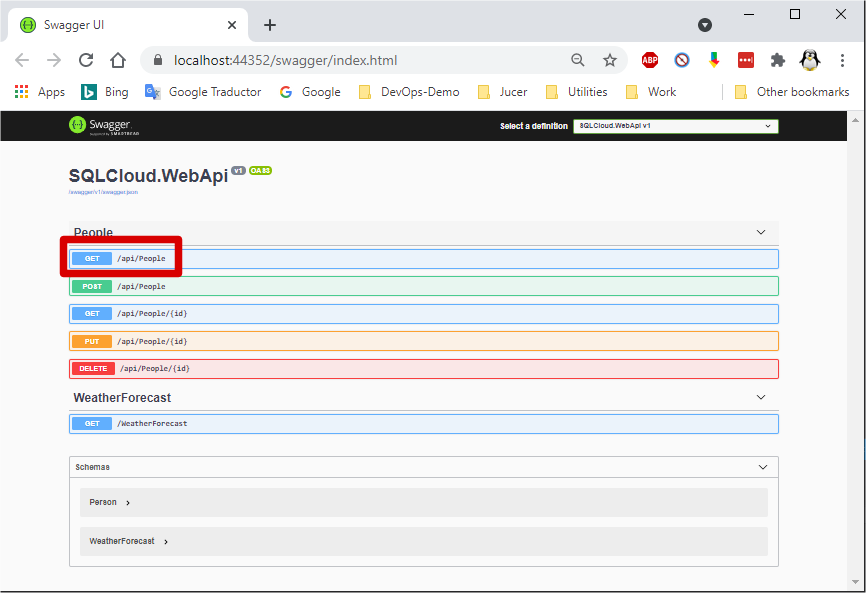 Swagger UI
localhost:44352/swagger/index.html
ABP
Apps Bing Google Traductor Google DevOps-Demo Jucer Utilities Work Other bookmarks
Swagger Select a definition SQLCloud.WebApi v1
Supported by SMARTBEAR
SQLCloud.WebApi v1 OAS3
/swagger/v1/swagger.json
People
GET /api/People
POST /api/People
GET /api/People/{id}
PUT /api/People/{id}
DELETE /api/People/{id}
WeatherForecast
GET /WeatherForecast
Schemas
Person
WeatherForecast